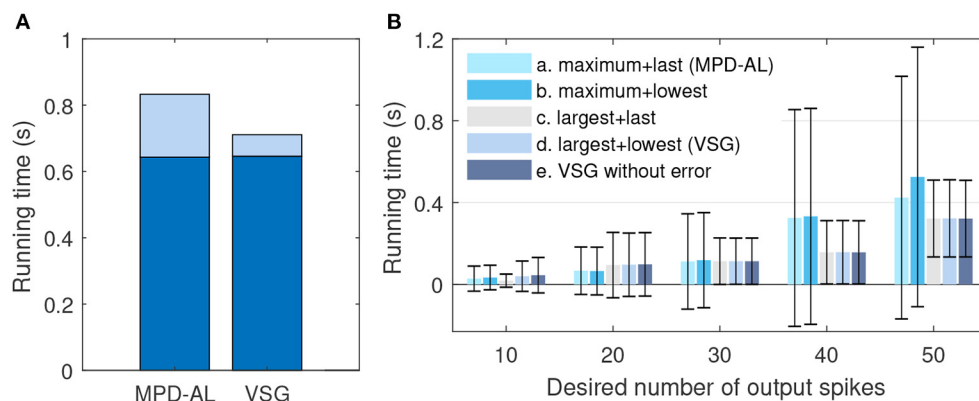 A
Running time (s)
1
0.8
0.6
0.4
0.2
0
MPD-AL VSG
B
Running time (s)
1.2
0.8
0.4
0
a. maximum+last (MPD-AL)
b. maximum+lowest
c. largest+last
d. largest+lowest (VSG)
e. VSG without error
10 20 30 40 50
Desired number of output spikes